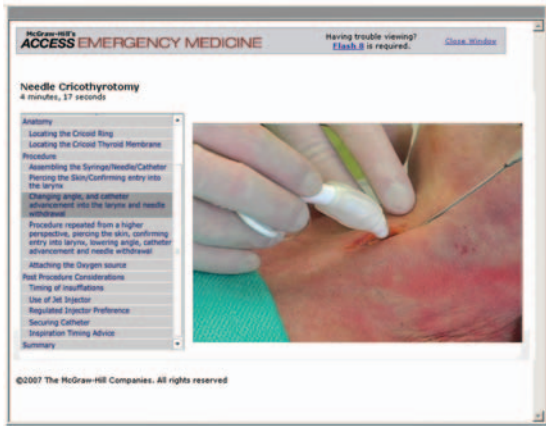 McGraw-Hill's
ACCESS EMERGENCY MEDICINE
Having trouble viewing?
Flash 8 is required.
Close Window
Needle Cricothyrotomy
4 minutes, 17 seconds
Anatomy
Locating the Cricoid Ring
Locating the Cricoid Thyroid Membrane
Procedure
Assembling the Syringe/Needle/Catheter
Piercing the Skin/Confirming entry into
the larynx
Changing angle, and catheter
advancement into the larynx and needle
withdrawal
Procedure repeated from a higher
perspective, piercing the skin, confirming
entry into larynx, lowering angle, catheter
advancement and needle withdrawal
Attaching the Oxygen source
Post Procedure Considerations
Timing of insufflations
Use of Jet Injector
Regulated Injector Preference
Securing Catheter
Inspiration Timing Advice
Summary
©2007 The McGraw-Hill Companies. All rights reserved